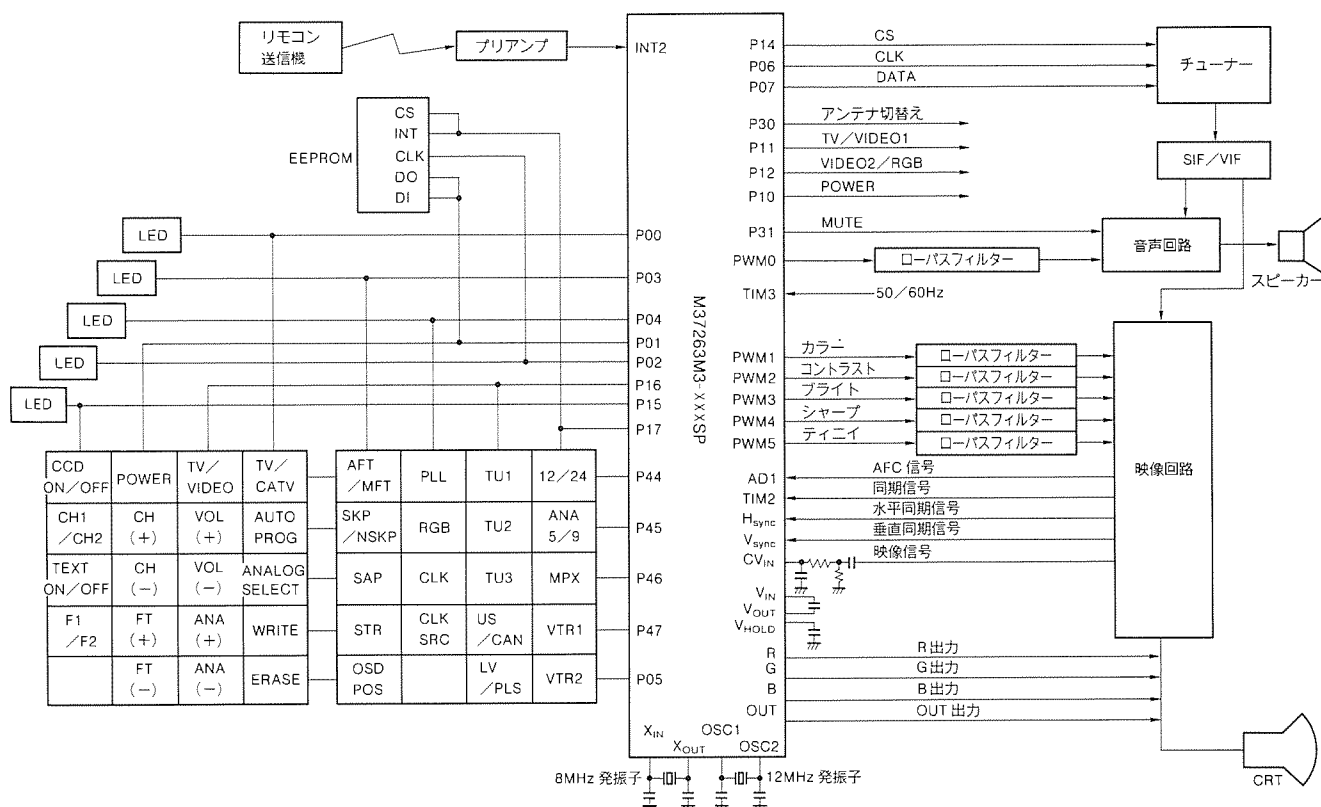 リモコン
送信機
プリアンプ
INT2
EEPROM
CS
INT
CLK
DO
DI
LED
LED
LED
LED
LED
P00
P03
P04
P01
P02
P16
P15
P17
P44
P45
P46
P47
P05
CCD
ON/OFF
POWER
TV/
VIDEO
TV/
CATV
AFT
/MFT
PLL
TU1
12/24
CH1
/CH2
CH
(+)
VOL
(+)
AUTO
PROG
SKP
/NSKP
RGB
TU2
ANA
5/9
TEXT
ON/OFF
CH
(−)
VOL
(−)
ANALOG
SELECT
SAP
CLK
TU3
MPX
F1
/F2
FT
(+)
ANA
(+)
WRITE
STR
CLK
SRC
US
/CAN
VTR1
FT
(−)
ANA
(−)
ERASE
OSD
POS
LV
/PLS
VTR2
M37263M3-XXXSP
XIN
XOUT
OSC1
OSC2
8MHz 発振子
12MHz 発振子
P14
CS
P06
CLK
P07
DATA
チューナー
P30
アンテナ切替え
P11
TV/VIDEO1
P12
VIDEO2/RGB
P10
POWER
SIF/VIF
P31
MUTE
PWM0
ローパスフィルター
音声回路
スピーカー
TIM3
50/60Hz
PWM1
カラー
ローパスフィルター
PWM2
コントラスト
ローパスフィルター
PWM3
ブライト
ローパスフィルター
PWM4
シャープ
ローパスフィルター
PWM5
ティニイ
ローパスフィルター
映像回路
AD1
AFC 信号
TIM2
同期信号
Hsync
水平同期信号
Vsync
垂直同期信号
CVIN
映像信号
VIN
VOUT
VHOLD
R
R 出力
G
G 出力
B
B 出力
OUT
OUT 出力
CRT